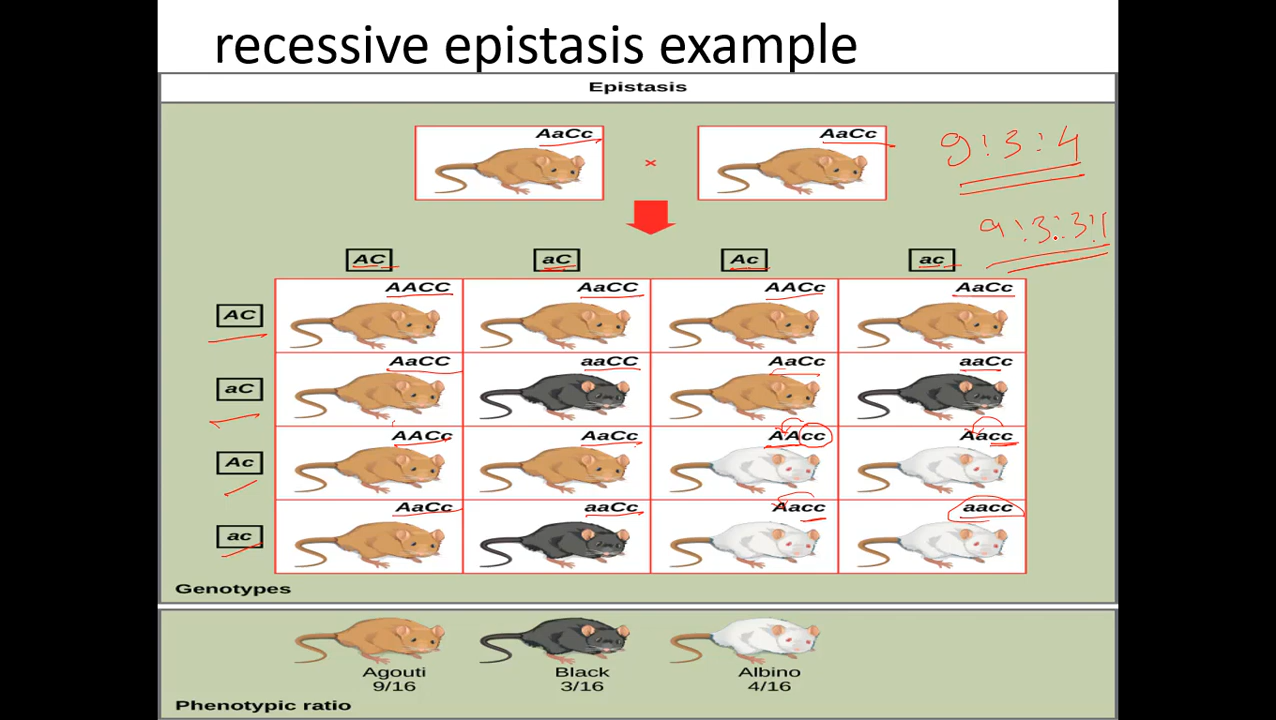 recessive epistasis example
Epistasis
AaCc
×
AaCc
9:3:4
9:3:3:1
AC aC Ac ac
AC AACC AaCC AACc AaCc
aC AaCC aaCC AaCc aaCc
Ac AACc AaCc AAcc Aacc
ac AaCc aaCc Aacc aacc
Genotypes
Agouti Black Albino
9/16 3/16 4/16
Phenotypic ratio